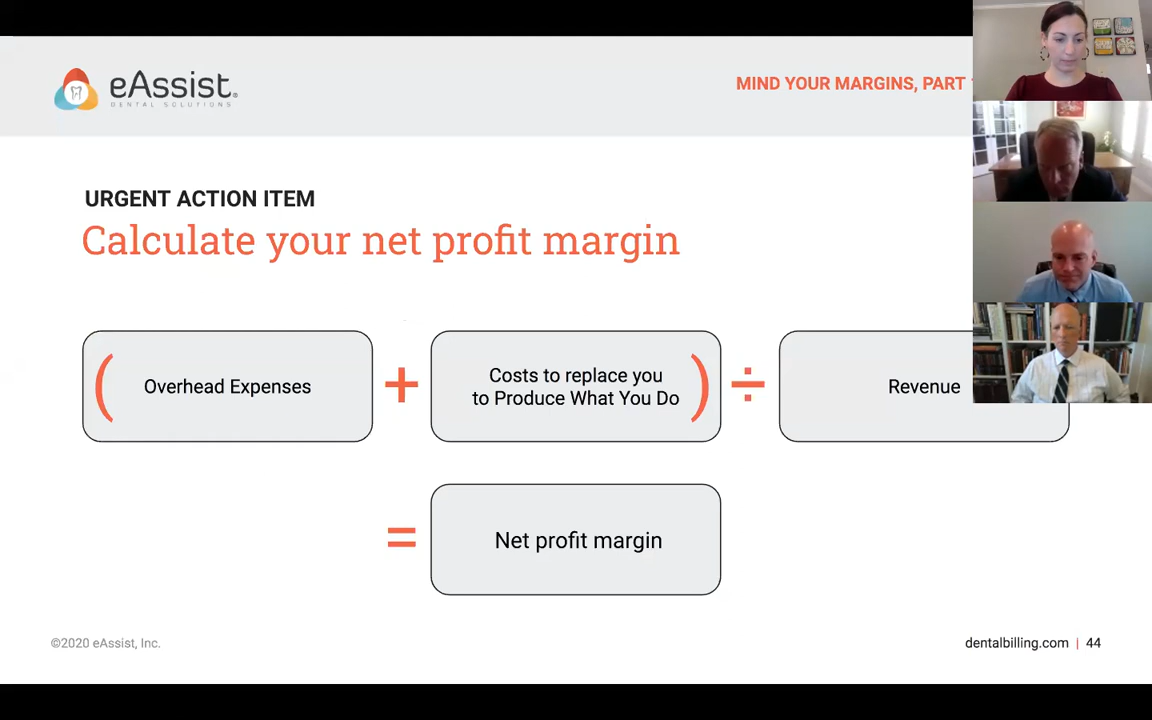 eAssist®
DENTAL SOLUTIONS
MIND YOUR MARGINS, PART
URGENT ACTION ITEM
Calculate your net profit margin
( Overhead Expenses
+
Costs to replace you
to Produce What You Do )
÷
Revenue
=
Net profit margin
©2020 eAssist, Inc.
dentalbilling.com | 44